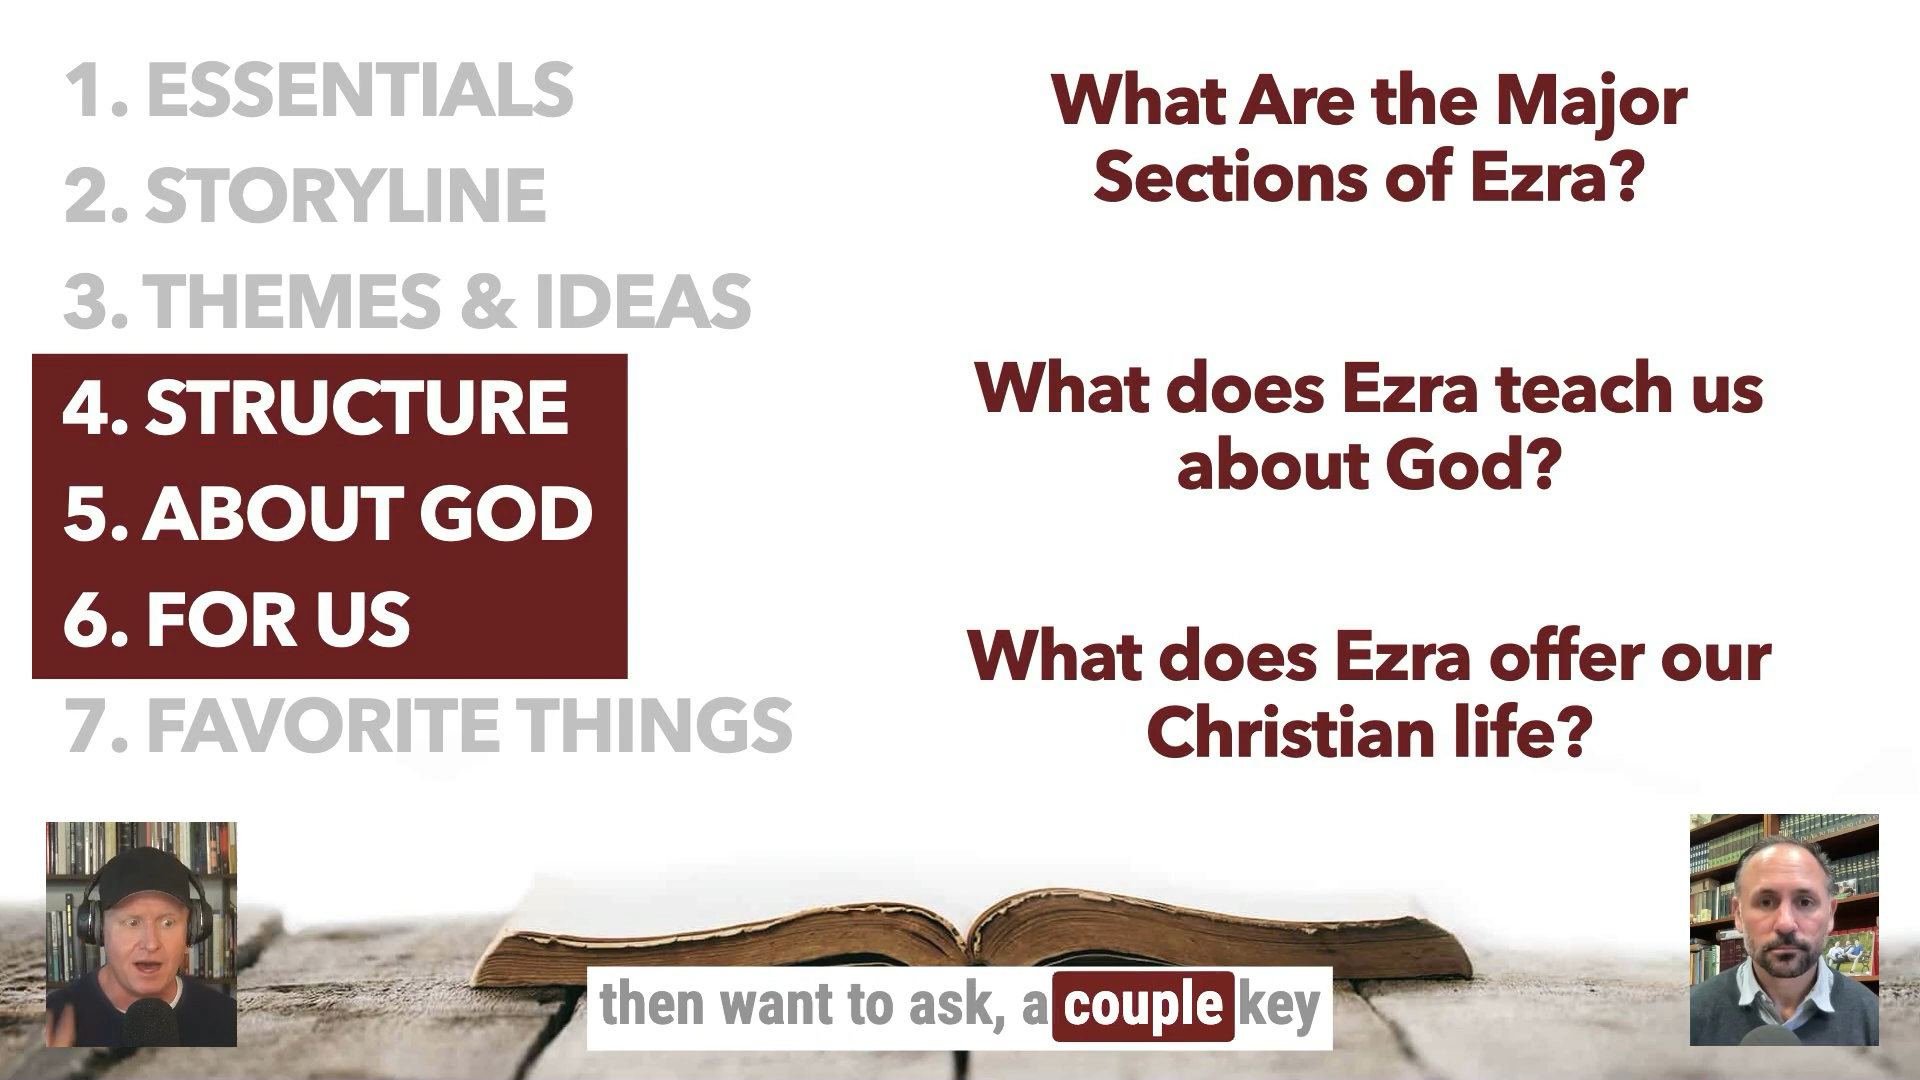 1. ESSENTIALS
2. STORYLINE
3. THEMES & IDEAS
4. STRUCTURE
5. ABOUT GOD
6. FOR US
7. FAVORITE THINGS
What Are the Major
Sections of Ezra?
What does Ezra teach us
about God?
What does Ezra offer our
Christian life?
then want to ask, a couple key